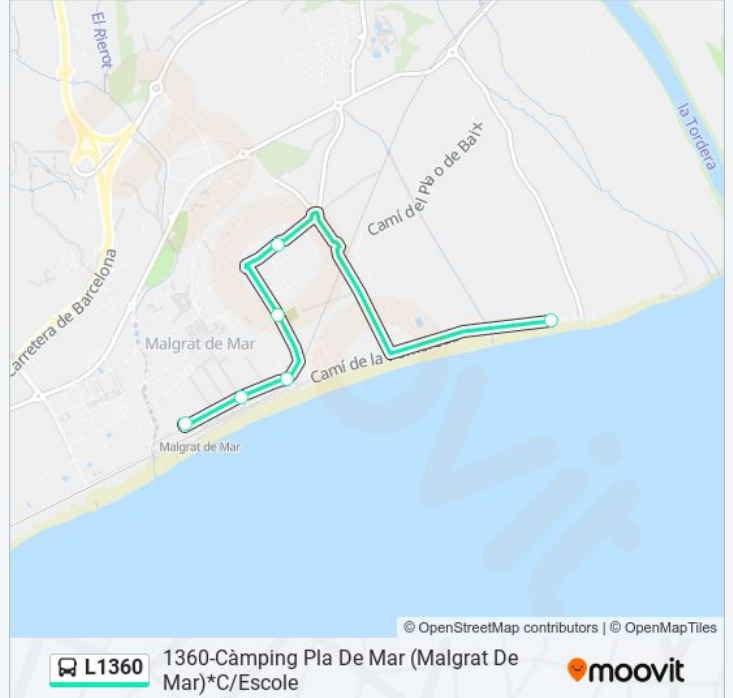 El Rierot
la Tordera
Camí del Pla o de Baix
Carretera de Barcelona
Malgrat de Mar
Camí de la
Malgrat de Mar
© OpenStreetMap contributors | © OpenMapTiles
L1360
1360-Càmping Pla De Mar (Malgrat De
Mar)*C/Escole
moovit